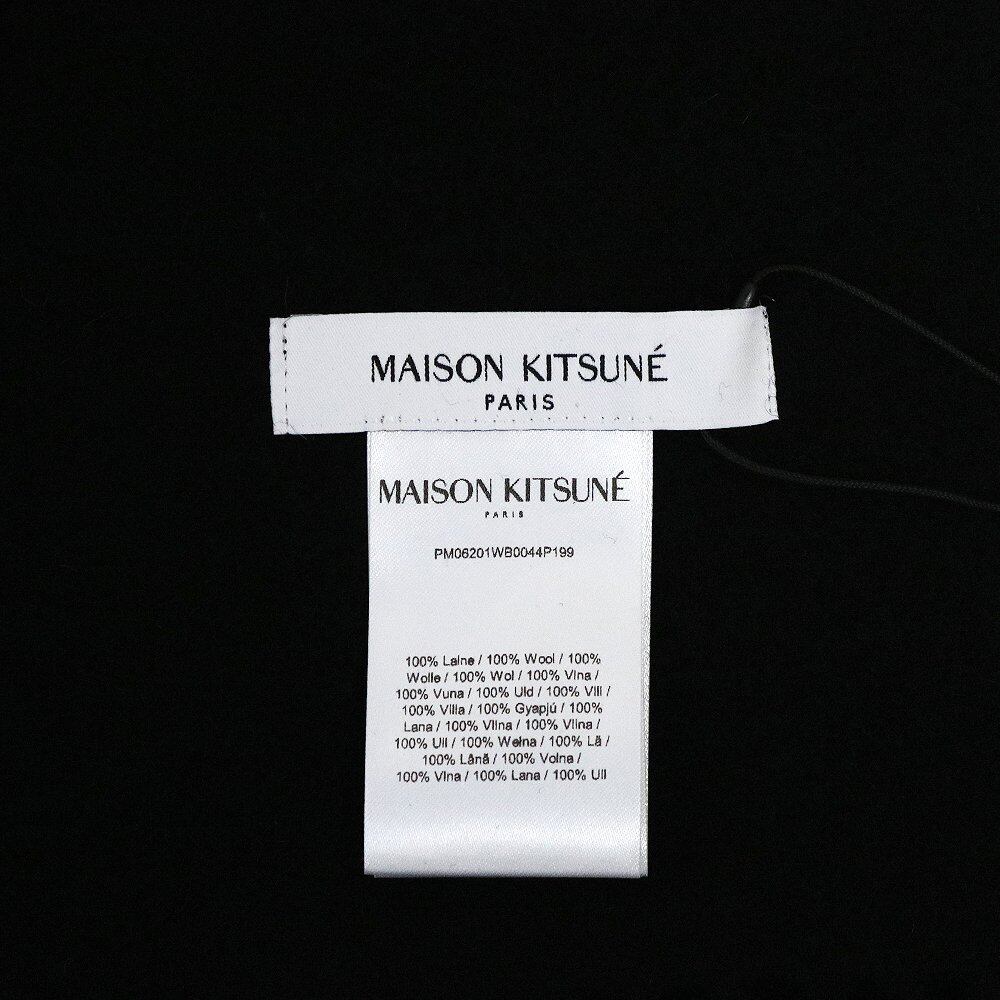 MAISON KITSUNÉ
PARIS
MAISON KITSUNÉ
PARIS
PM06201WB0044P199
100% Laine / 100% Wool / 100%
Wolle / 100% Wol / 100% Vlna /
100% Vuna / 100% Uld / 100% Vill /
100% Villa / 100% Gyapjú / 100%
Lana / 100% Vilna / 100% Vilna /
100% Ull / 100% Wełna / 100% Lã /
100% Lână / 100% Volna /
100% Vlna / 100% Lana / 100% Ull